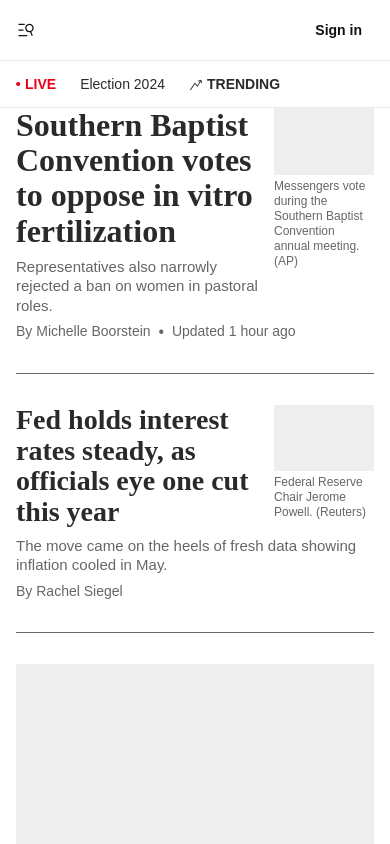 Sign in
• LIVE Election 2024 TRENDING
Southern Baptist
Convention votes
to oppose in vitro
fertilization
Messengers vote
during the
Southern Baptist
Convention
annual meeting.
(AP)
Representatives also narrowly
rejected a ban on women in pastoral
roles.
By Michelle Boorstein • Updated 1 hour ago
Fed holds interest
rates steady, as
officials eye one cut
this year
Federal Reserve
Chair Jerome
Powell. (Reuters)
The move came on the heels of fresh data showing
inflation cooled in May.
By Rachel Siegel